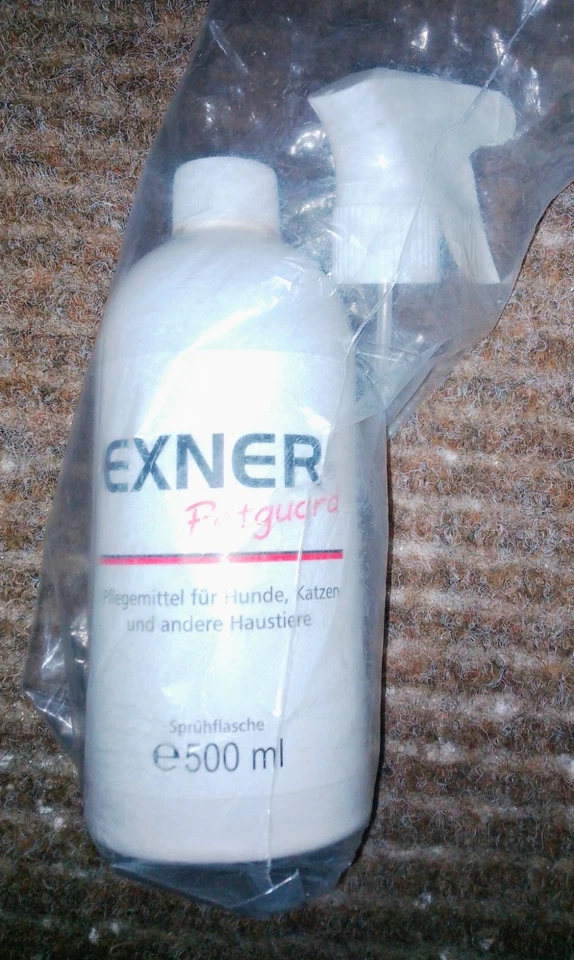 EXNER
Petguard
Pflegemittel für Hunde, Katzen
und andere Haustiere
Sprühflasche
℮ 500 ml